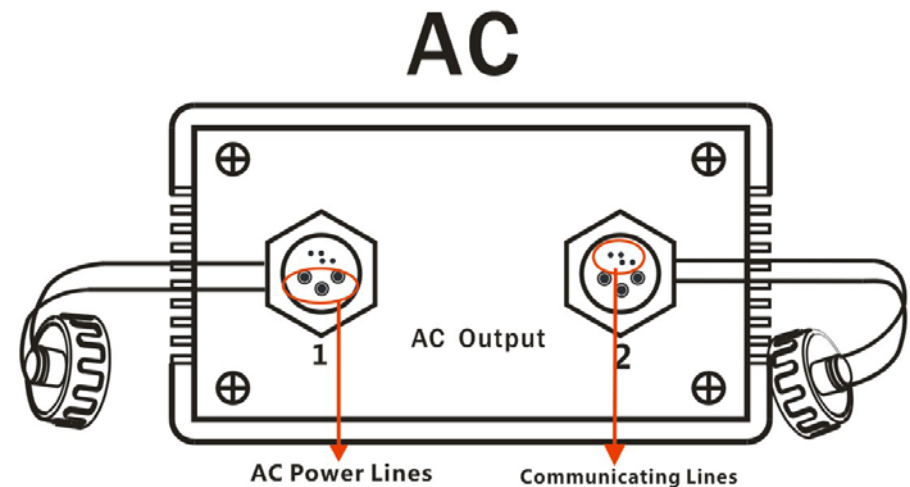 AC
AC Output
1
2
AC Power Lines
Communicating Lines